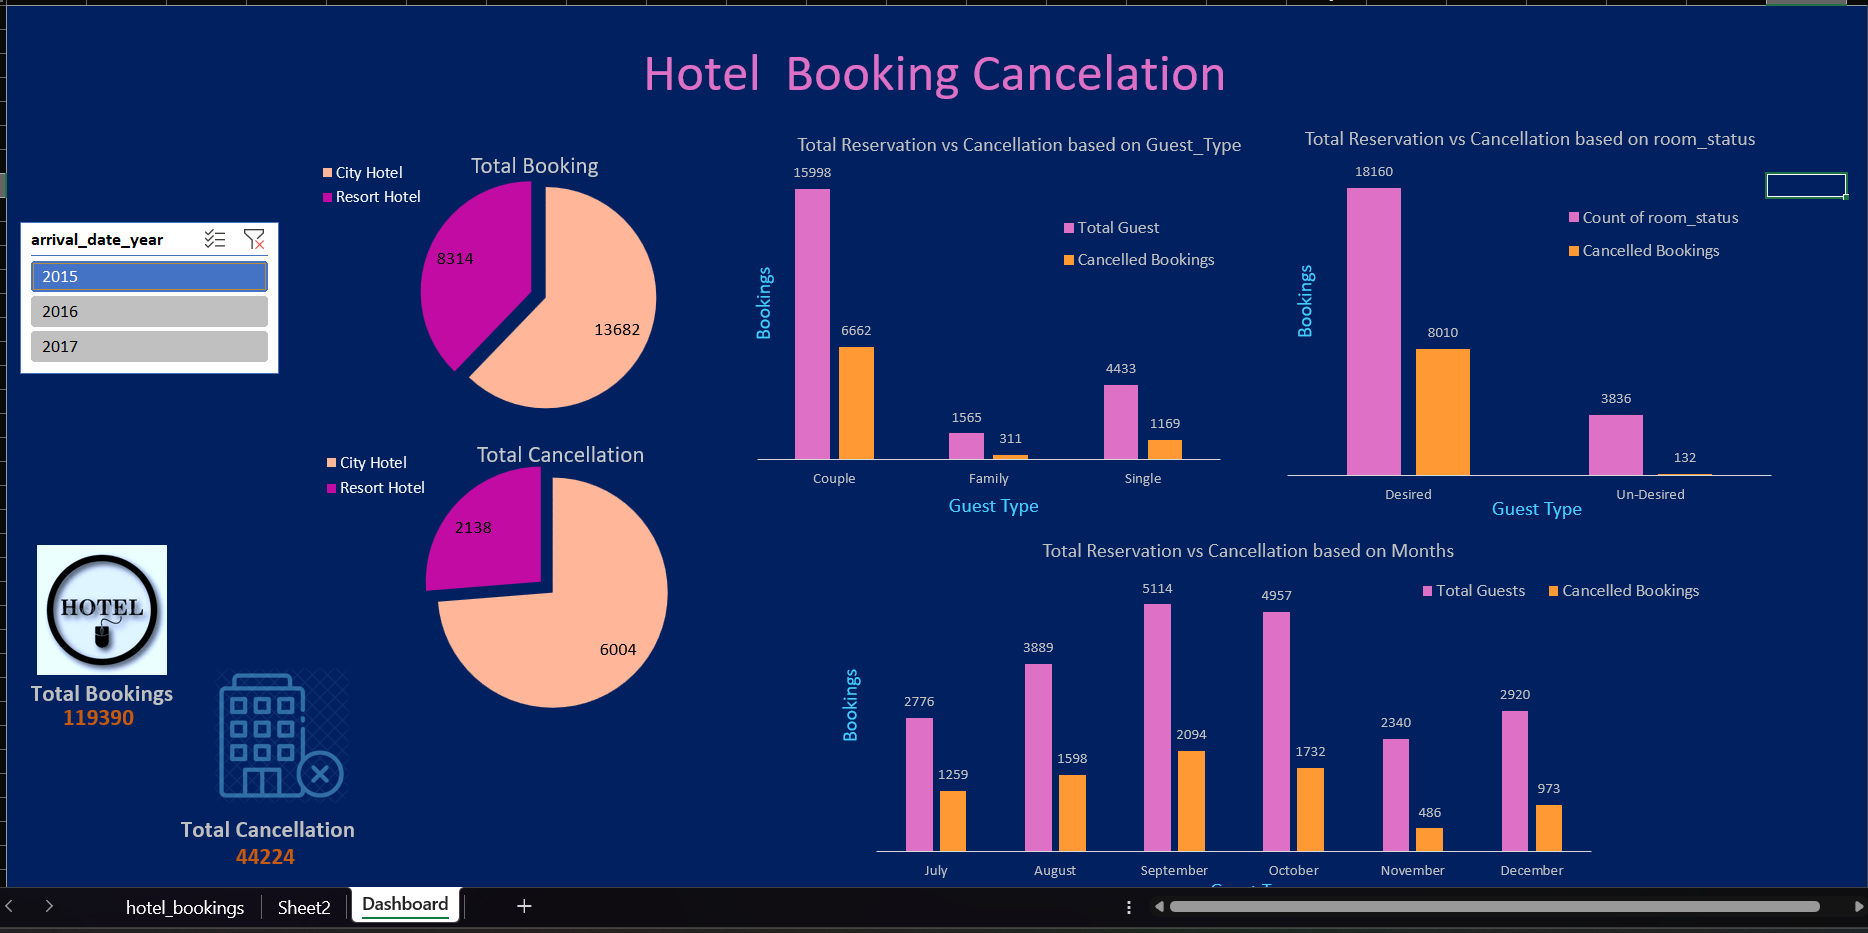 Hotel  Booking Cancelation
arrival_date_year
2015
2016
2017
Total Booking
City Hotel
Resort Hotel
8314
13682
Total Cancellation
City Hotel
Resort Hotel
2138
6004
HOTEL
Total Bookings
119390
Total Cancellation
44224
Total Reservation vs Cancellation based on Guest_Type
15998
6662
1565
311
4433
1169
Total Guest
Cancelled Bookings
Bookings
Couple
Family
Single
Guest Type
Total Reservation vs Cancellation based on room_status
18160
8010
3836
132
Count of room_status
Cancelled Bookings
Bookings
Desired
Un-Desired
Guest Type
Total Reservation vs Cancellation based on Months
Total Guests
Cancelled Bookings
2776
1259
3889
1598
5114
2094
4957
1732
2340
486
2920
973
Bookings
July
August
September
October
November
December
hotel_bookings
Sheet2
Dashboard